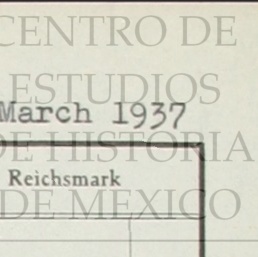 CENTRO DE
ESTUDIOS
March 1937
DE HISTORIA
Reichsmark
DE MEXICO